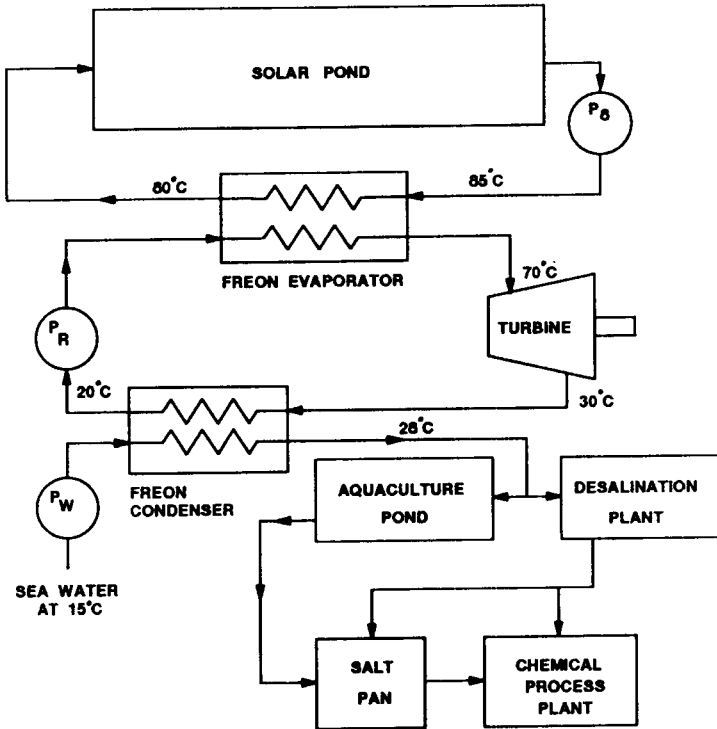 SOLAR POND
P8
80°C
85°C
FREON EVAPORATOR
70°C
TURBINE
PR
20°C
30°C
28°C
FREON
CONDENSER
PW
SEA WATER
AT 15°C
AQUACULTURE
POND
DESALINATION
PLANT
SALT
PAN
CHEMICAL
PROCESS
PLANT